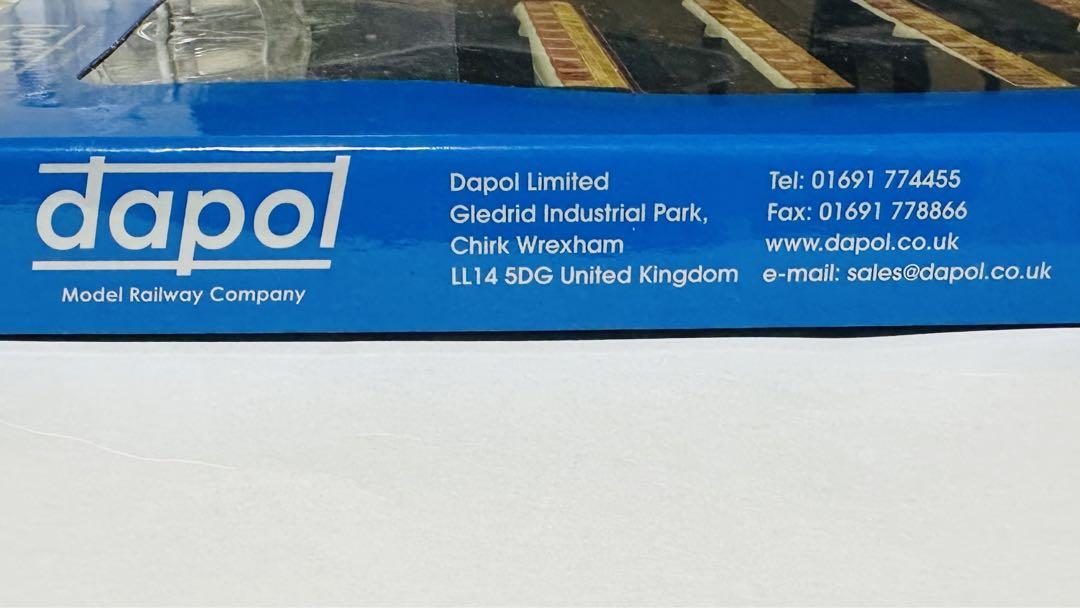 dapol
Model Railway Company
Dapol Limited
Gledrid Industrial Park,
Chirk Wrexham
LL14 5DG United Kingdom
Tel: 01691 774455
Fax: 01691 778866
www.dapol.co.uk
e-mail: sales@dapol.co.uk